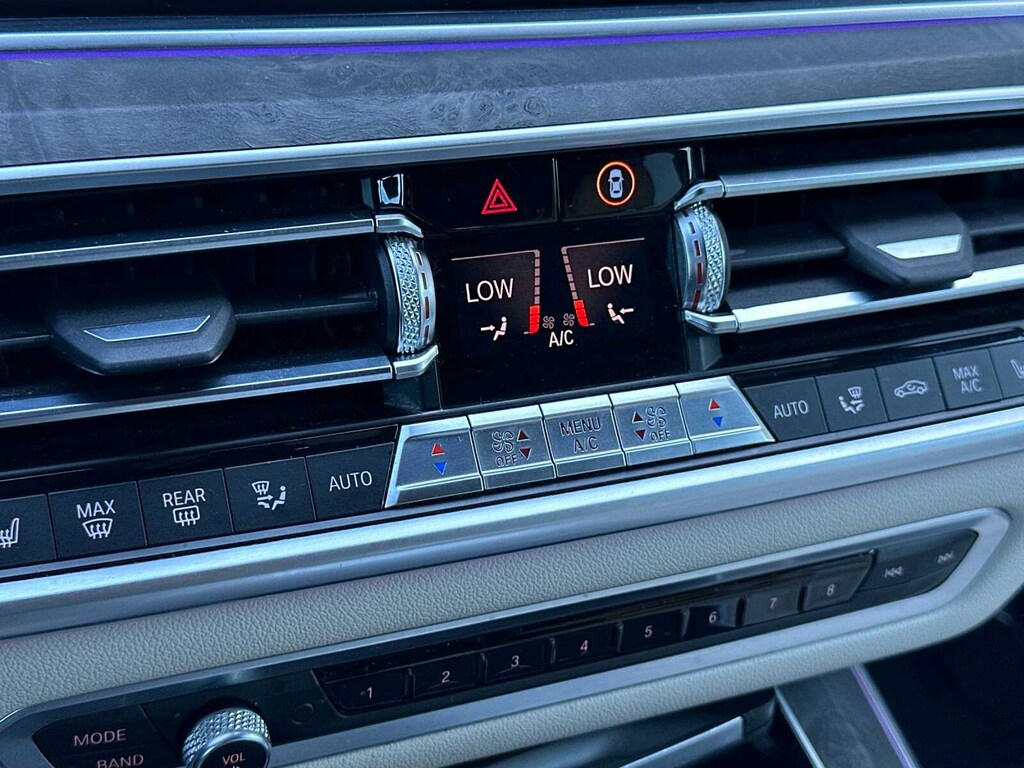 LOW LOW
A/C
MAX
REAR
AUTO
OFF
MENU
A/C
OFF
AUTO
MAX
A/C
1 2 3 4 5 6 7 8
MODE
BAND
VOL